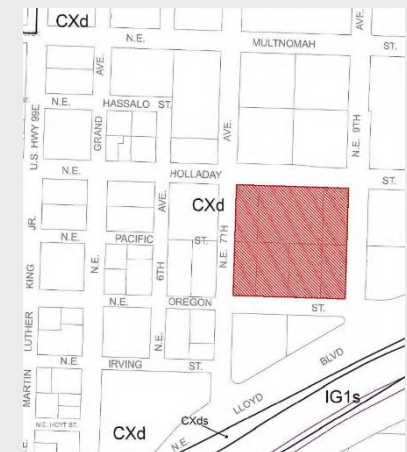 CXd
N.E. MULTNOMAH ST.
AVE.
N.E. HASSALO ST.
U.S. HWY 99E
GRAND
AVE.
N.E. 9TH
N.E. HOLLADAY ST.
CXd
JR.
AVE.
N.E. 7TH
N.E. PACIFIC ST.
KING
N.E.
6TH
N.E. OREGON ST.
LUTHER
N.E.
BLVD
N.E. IRVING ST.
MARTIN
LLOYD
IG1s
CXds
N.E. HOYT ST.
CXd
N.E.
N.E.